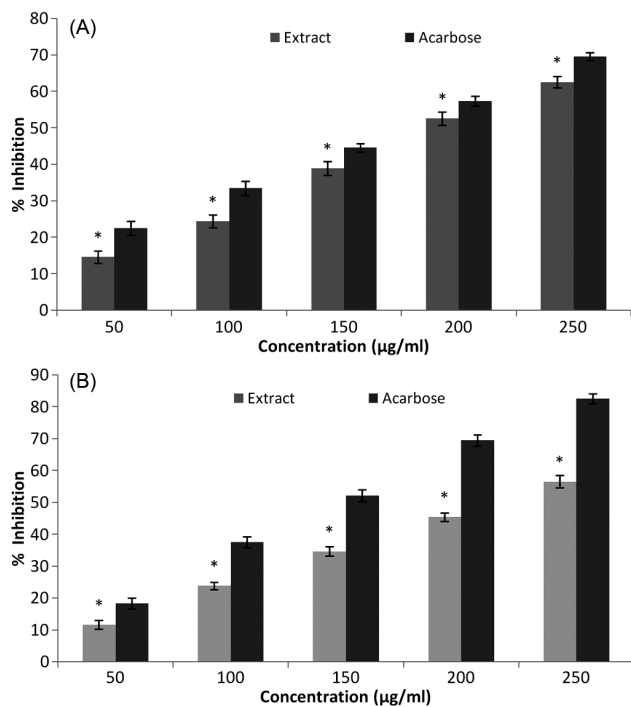 (A)
Extract
Acarbose
% Inhibition
80
70
60
50
40
30
20
10
0
* * * * *
50 100 150 200 250
Concentration (µg/ml)
(B)
Extract
Acarbose
% Inhibition
90
80
70
60
50
40
30
20
10
0
* * * * *
50 100 150 200 250
Concentration (µg/ml)